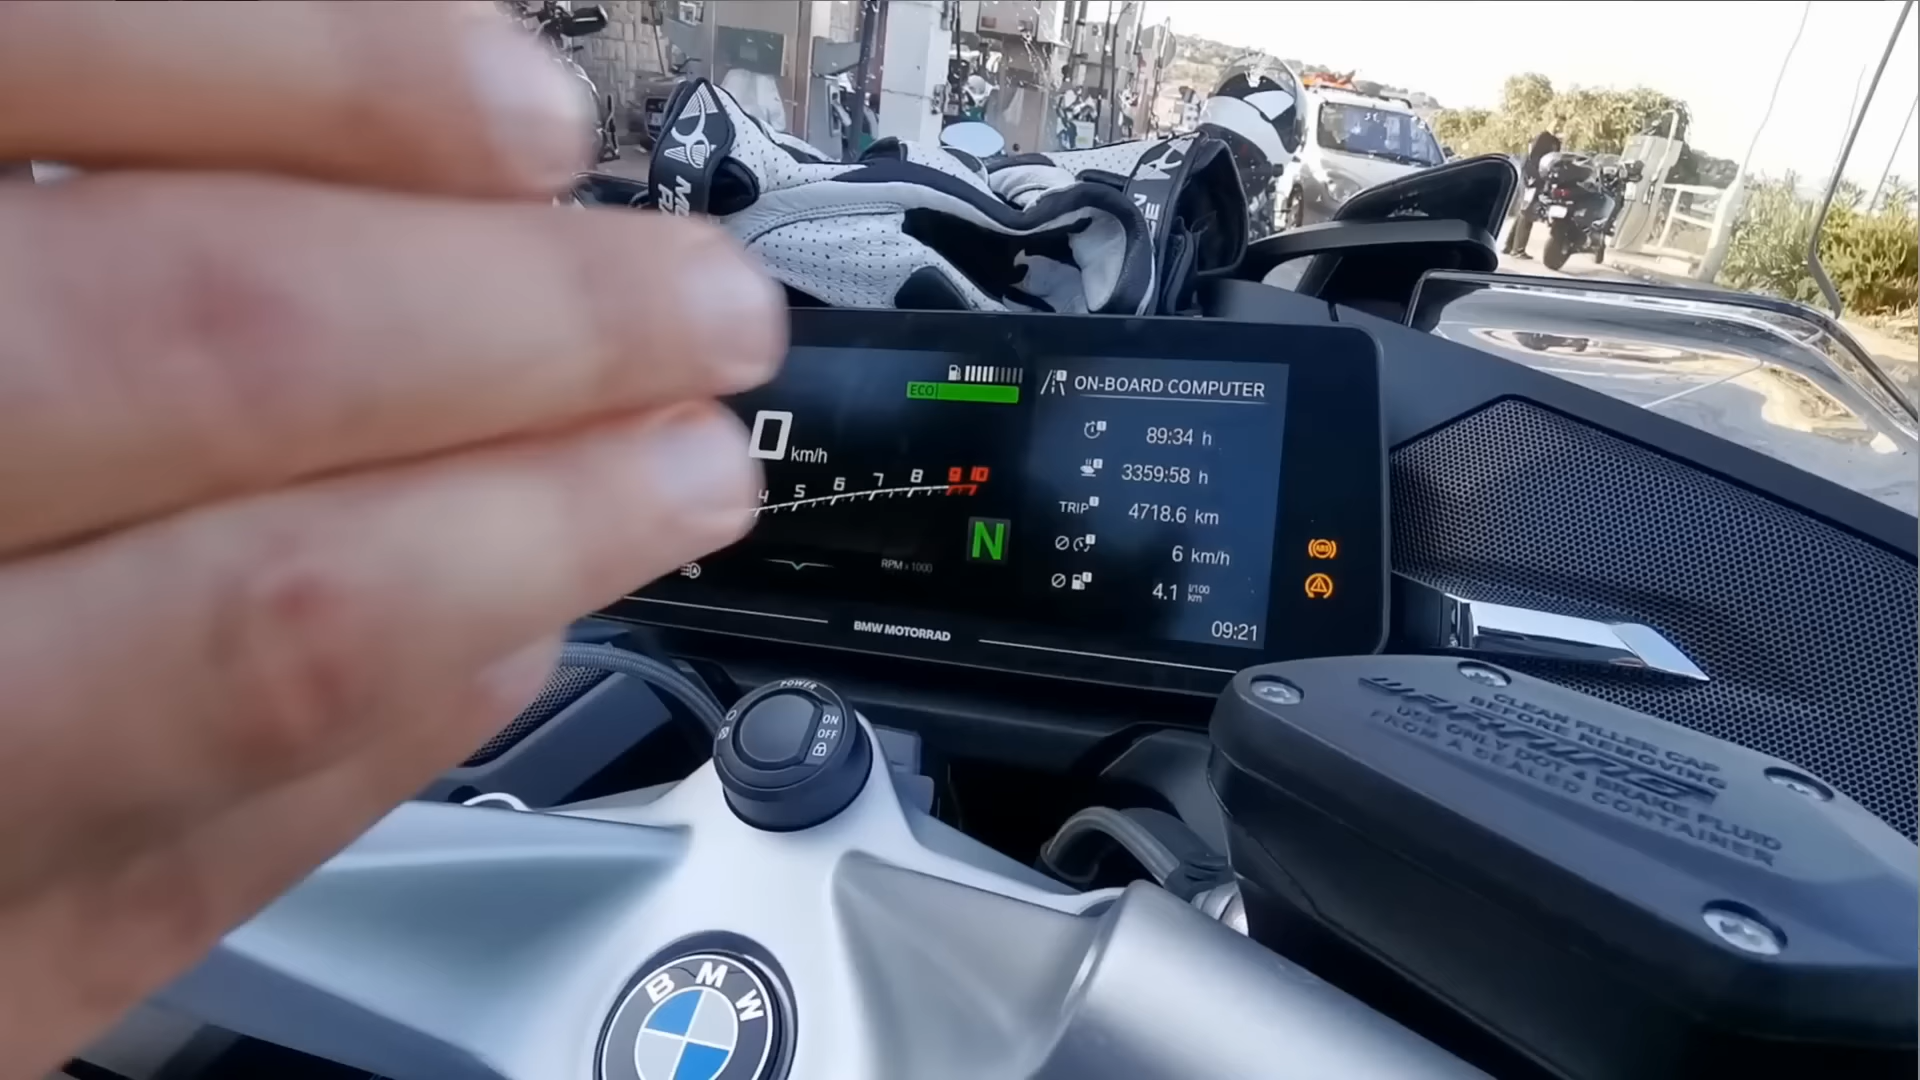 ECO
ON-BOARD COMPUTER
0 km/h
89:34 h
3359:58 h
TRIP 1 4718.6 km
6 km/h
4.1 l/100 km
4 5 6 7 8 9 10
N
RPM x 1000
ABS
09:21
BMW MOTORRAD
POWER
ON
OFF
WARNING
CLEAN FILLER CAP
BEFORE REMOVING
USE ONLY DOT 4 BRAKE FLUID
FROM A SEALED CONTAINER
BMW